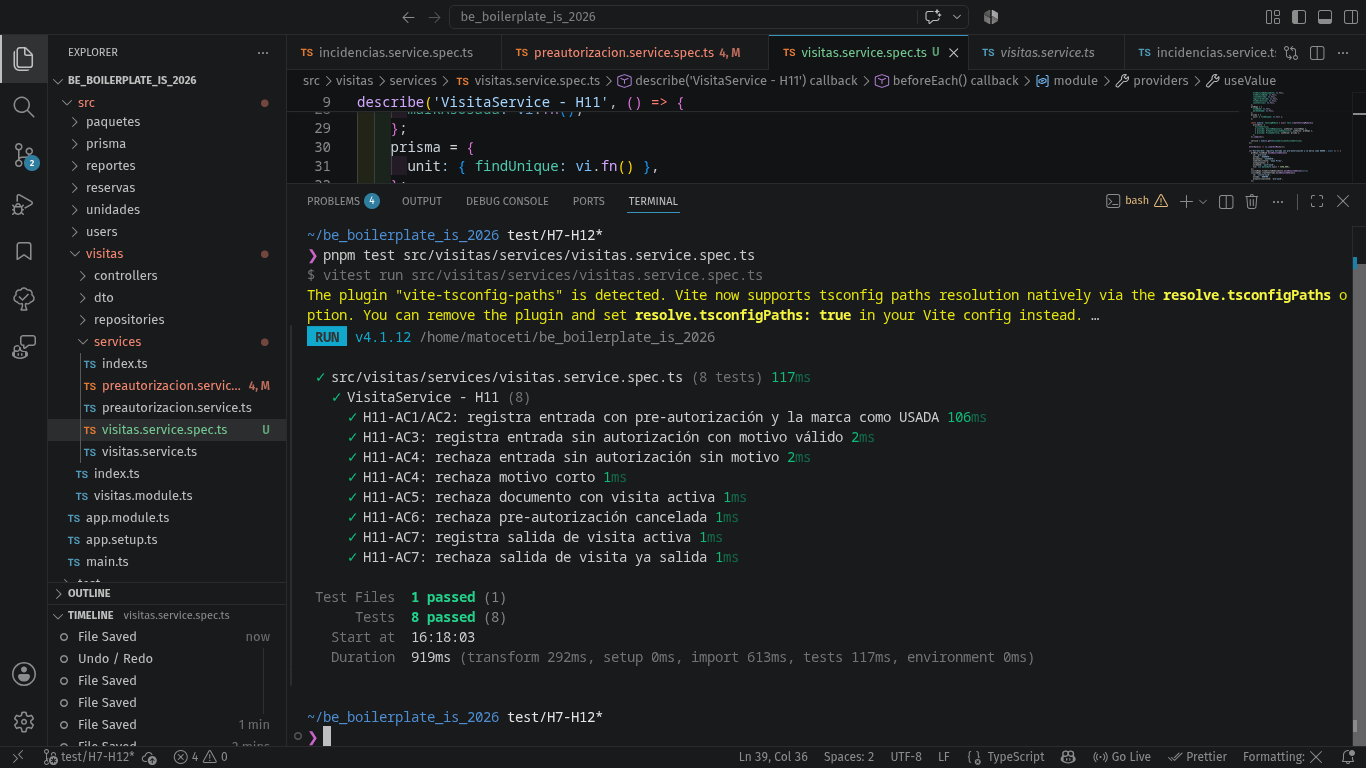 be_boilerplate_is_2026
EXPLORER
BE_BOILERPLATE_IS_2026
src
paquetes
prisma
reportes
reservas
unidades
users
visitas
controllers
dto
repositories
services
TS index.ts
TS preautorizacion.servic... 4, M
TS preautorizacion.service.ts
TS visitas.service.spec.ts U
TS visitas.service.ts
TS index.ts
TS visitas.module.ts
TS app.module.ts
TS app.setup.ts
TS main.ts
OUTLINE
TIMELINE visitas.service.spec.ts
File Saved now
Undo / Redo
File Saved
File Saved
File Saved 1 min
File Saved
2
TS incidencias.service.spec.ts
TS preautorizacion.service.spec.ts 4, M
TS visitas.service.spec.ts U
TS visitas.service.ts
TS incidencias.service.t
src > visitas > services > TS visitas.service.spec.ts > describe('VisitaService - H11') callback > beforeEach() callback > module > providers > useValue
9 describe('VisitaService - H11', () => {
29 };
30 prisma = {
31 unit: { findUnique: vi.fn() },
PROBLEMS 4 OUTPUT DEBUG CONSOLE PORTS TERMINAL
bash
~/be_boilerplate_is_2026 test/H7-H12*
❯ pnpm test src/visitas/services/visitas.service.spec.ts
$ vitest run src/visitas/services/visitas.service.spec.ts
The plugin "vite-tsconfig-paths" is detected. Vite now supports tsconfig paths resolution natively via the resolve.tsconfigPaths o
ption. You can remove the plugin and set resolve.tsconfigPaths: true in your Vite config instead. …
RUN v4.1.12 /home/matoceti/be_boilerplate_is_2026
✓ src/visitas/services/visitas.service.spec.ts (8 tests) 117ms
✓ VisitaService - H11 (8)
✓ H11-AC1/AC2: registra entrada con pre-autorización y la marca como USADA 106ms
✓ H11-AC3: registra entrada sin autorización con motivo válido 2ms
✓ H11-AC4: rechaza entrada sin autorización sin motivo 2ms
✓ H11-AC4: rechaza motivo corto 1ms
✓ H11-AC5: rechaza documento con visita activa 1ms
✓ H11-AC6: rechaza pre-autorización cancelada 1ms
✓ H11-AC7: registra salida de visita activa 1ms
✓ H11-AC7: rechaza salida de visita ya salida 1ms
Test Files 1 passed (1)
Tests 8 passed (8)
Start at 16:18:03
Duration 919ms (transform 292ms, setup 0ms, import 613ms, tests 117ms, environment 0ms)
~/be_boilerplate_is_2026 test/H7-H12*
❯
test/H7-H12* 4 0 Ln 39, Col 36 Spaces: 2 UTF-8 LF { } TypeScript Go Live Prettier Formatting: